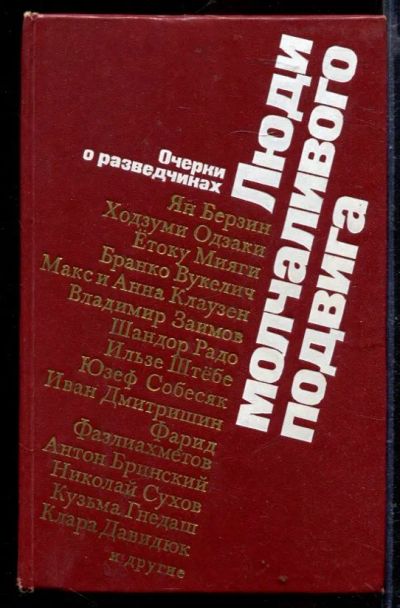 Люди
молчаливого
подвига
Очерки
о разведчиках
Ян Берзин
Ходзуми Одзаки
Ётоку Мияги
Бранко Вукелич
Макс и Анна Клаузен
Владимир Заимов
Шандор Радо
Ильзе Штёбе
Юзеф Собесяк
Иван Дмитришин
Фарид
Фазлиахметов
Антон Бринский
Николай Сухов
Кузьма Гнедаш
Клара Давидюк
и другие